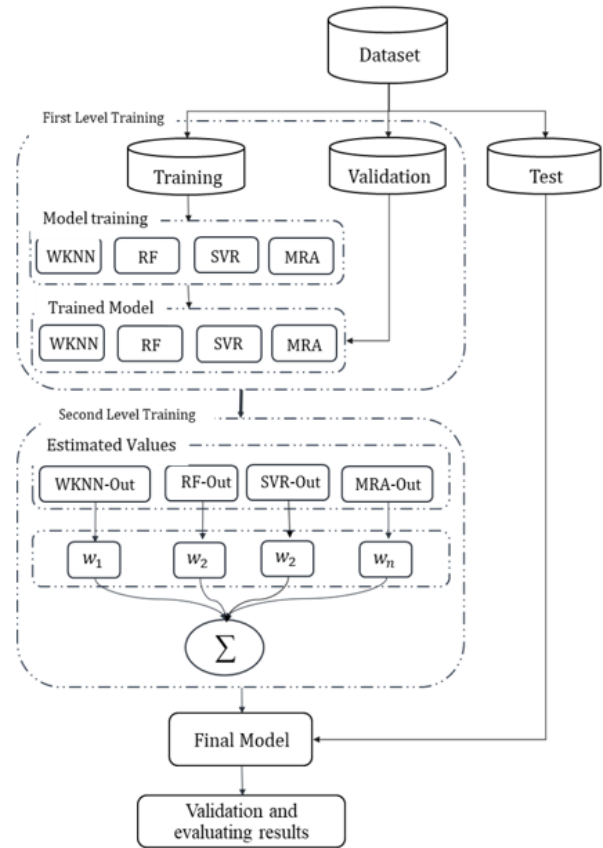 Dataset
First Level Training
Training
Validation
Test
Model training
WKNN
RF
SVR
MRA
Trained Model
WKNN
RF
SVR
MRA
Second Level Training
Estimated Values
WKNN-Out
RF-Out
SVR-Out
MRA-Out
w₁
w₂
w₂
wₙ
Σ
Final Model
Validation and
evaluating results